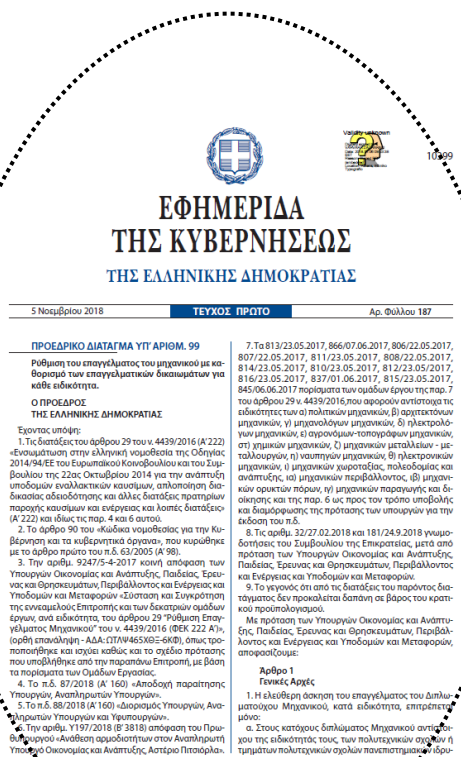 Validity unknown
10299
ΕΦΗΜΕΡΙΔΑ
ΤΗΣ ΚΥΒΕΡΝΗΣΕΩΣ
ΤΗΣ ΕΛΛΗΝΙΚΗΣ ΔΗΜΟΚΡΑΤΙΑΣ
5 Νοεμβρίου 2018
ΤΕΥΧΟΣ ΠΡΩΤΟ
Αρ. Φύλλου 187
ΠΡΟΕΔΡΙΚΟ ΔΙΑΤΑΓΜΑ ΥΠ’ ΑΡΙΘΜ. 99
Ρύθμιση του επαγγέλματος του μηχανικού με κα-
θορισμό των επαγγελματικών δικαιωμάτων για
κάθε ειδικότητα.
Ο ΠΡΟΕΔΡΟΣ
ΤΗΣ ΕΛΛΗΝΙΚΗΣ ΔΗΜΟΚΡΑΤΙΑΣ
Έχοντας υπόψη:
1. Τις διατάξεις του άρθρου 29 του ν. 4439/2016 (Α’ 222)
«Ενσωμάτωση στην ελληνική νομοθεσία της Οδηγίας
2014/94/ΕΕ του Ευρωπαϊκού Κοινοβουλίου και του Συμ-
βουλίου της 22ας Οκτωβρίου 2014 για την ανάπτυξη
υποδομών εναλλακτικών καυσίμων, απλοποίηση δια-
δικασίας αδειοδότησης και άλλες διατάξεις πρατηρίων
παροχής καυσίμων και ενέργειας και λοιπές διατάξεις»
(Α’ 222) και ιδίως τις παρ. 4 και 6 αυτού.
2. Το άρθρο 90 του «Κώδικα νομοθεσίας για την Κυ-
βέρνηση και τα κυβερνητικά όργανα», που κυρώθηκε
με το άρθρο πρώτο του π.δ. 63/2005 (Α’ 98).
3. Την αριθμ. 9247/5-4-2017 κοινή απόφαση των
Υπουργών Οικονομίας και Ανάπτυξης, Παιδείας, Έρευ-
νας και Θρησκευμάτων, Περιβάλλοντος και Ενέργειας και
Υποδομών και Μεταφορών «Σύσταση και Συγκρότηση
της εννεαμελούς Επιτροπής και των δεκατριών ομάδων
έργων, ανά ειδικότητα, του άρθρου 29 “Ρύθμιση Επαγ-
γέλματος Μηχανικού” του ν. 4439/2016 (ΦΕΚ 222 Α’)»,
(ορθή επανάληψη - ΑΔΑ: ΩΤΛΨ465ΧΘΞ-6ΚΦ), όπως τρο-
ποποιήθηκε και ισχύει καθώς και το σχέδιο πρότασης
που υποβλήθηκε από την παραπάνω Επιτροπή, με βάση
τα πορίσματα των Ομάδων Εργασίας.
4. Το π.δ. 87/2018 (Α’ 160) «Αποδοχή παραίτησης
Υπουργών, Αναπληρωτών Υπουργών».
5. Το π.δ. 88/2018 (Α’ 160) «Διορισμός Υπουργών, Ανα-
πληρωτών Υπουργών και Υφυπουργών».
6. Την αριθμ. Υ197/2018 (Β’ 3818) απόφαση του Πρω-
θυπουργού «Ανάθεση αρμοδιοτήτων στον Αναπληρωτή
Υπουργό Οικονομίας και Ανάπτυξης, Αστέριο Πιτσιόρλα».
7. Τα 813/23.05.2017, 866/07.06.2017, 806/22.05.2017,
807/22.05.2017, 811/23.05.2017, 808/22.05.2017,
814/23.05.2017, 810/23.05.2017, 812/23.05/2017,
816/23.05.2017, 837/01.06.2017, 815/23.05.2017,
845/06.06.2017 πορίσματα των ομάδων έργου της παρ. 7
του άρθρου 29 ν. 4439/2016,που αφορούν αντίστοιχα τις
ειδικότητες των α) πολιτικών μηχανικών, β) αρχιτεκτόνων
μηχανικών, γ) μηχανολόγων μηχανικών, δ) ηλεκτρολό-
γων μηχανικών, ε) αγρονόμων-τοπογράφων μηχανικών,
στ) χημικών μηχανικών, ζ) μηχανικών μεταλλείων - με-
ταλλουργών, η) ναυπηγών μηχανικών, θ) ηλεκτρονικών
μηχανικών, ι) μηχανικών χωροταξίας, πολεοδομίας και
ανάπτυξης, ια) μηχανικών περιβάλλοντος, ιβ) μηχανι-
κών ορυκτών πόρων, ιγ) μηχανικών παραγωγής και δι-
οίκησης και της παρ. 6 ως προς τον τρόπο υποβολής
και διαμόρφωσης της πρότασης των υπουργών για την
έκδοση του π.δ.
8. Τις αριθμ. 32/27.02.2018 και 181/24.9.2018 γνωμο-
δοτήσεις του Συμβουλίου της Επικρατείας, μετά από
πρόταση των Υπουργών Οικονομίας και Ανάπτυξης,
Παιδείας, Έρευνας και Θρησκευμάτων, Περιβάλλοντος
και Ενέργειας και Υποδομών και Μεταφορών.
9. Το γεγονός ότι από τις διατάξεις του παρόντος δια-
τάγματος δεν προκαλείται δαπάνη σε βάρος του κρατι-
κού προϋπολογισμού.
Με πρόταση των Υπουργών Οικονομίας και Ανάπτυ-
ξης, Παιδείας, Έρευνας και Θρησκευμάτων, Περιβάλ-
λοντος και Ενέργειας και Υποδομών και Μεταφορών,
αποφασίζουμε:
Άρθρο 1
Γενικές Αρχές
1. Η ελεύθερη άσκηση του επαγγέλματος του Διπλω-
ματούχου Μηχανικού, κατά ειδικότητα, επιτρέπεται
μόνο:
α. Στους κατόχους διπλώματος Μηχανικού αντίστοι-
χου της ειδικότητάς τους, των πολυτεχνικών σχολών ή
τμημάτων πολυτεχνικών σχολών πανεπιστημιακών ιδρυ-